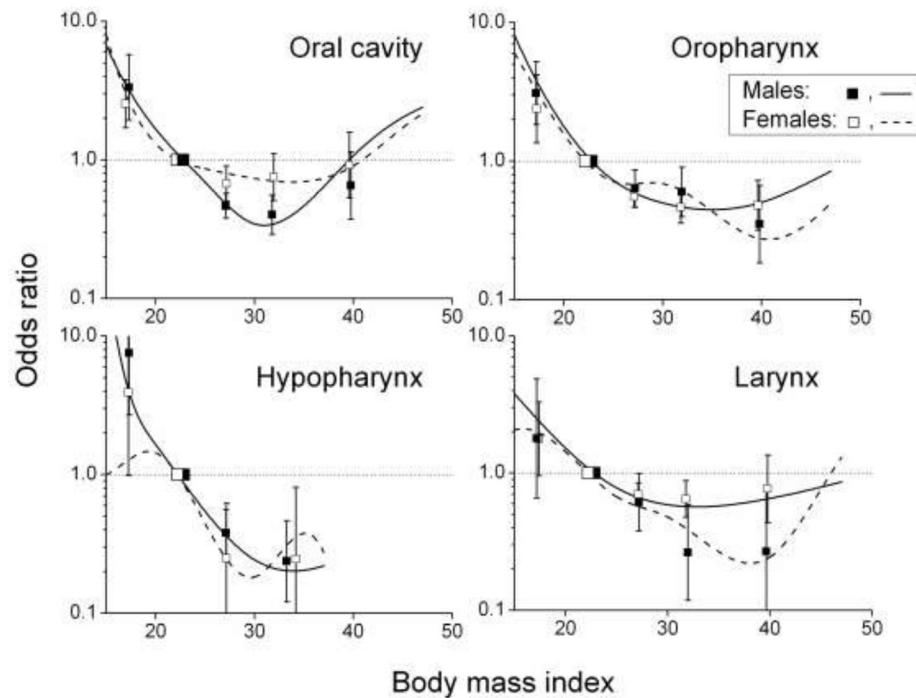 10.0
Oral cavity
1.0
0.1
20 30 40 50
10.0
Oropharynx
Males: ■ , —
Females: □ , - - -
1.0
0.1
20 30 40 50
10.0
Hypopharynx
1.0
0.1
20 30 40 50
10.0
Larynx
1.0
0.1
20 30 40 50
Odds ratio
Body mass index